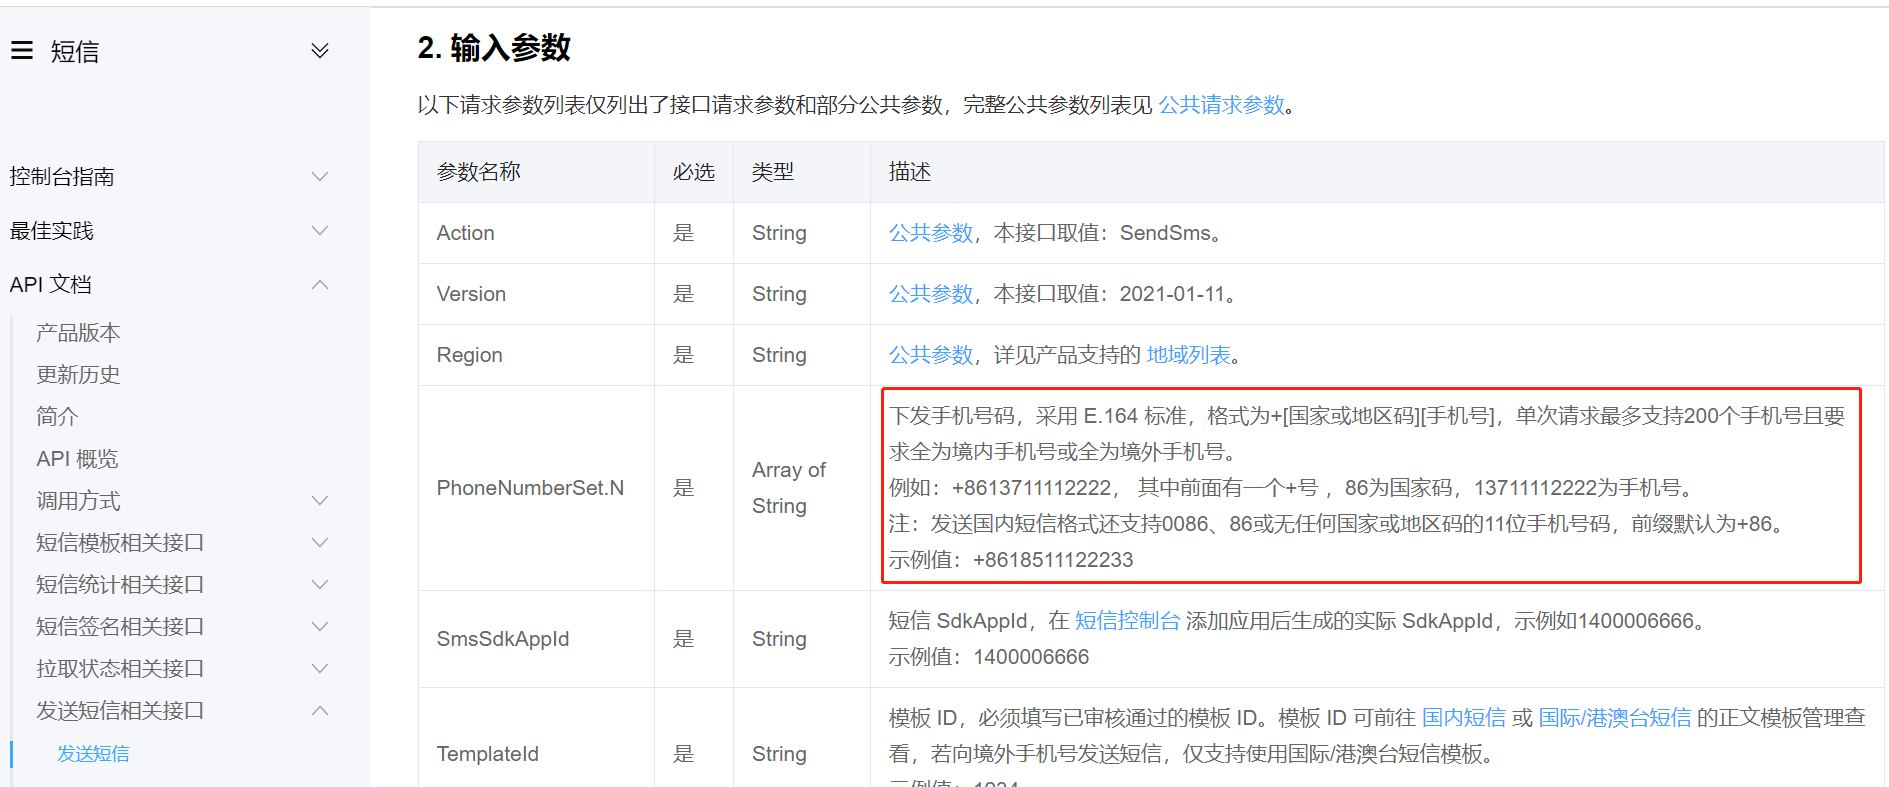 短信
控制台指南
最佳实践
API 文档
产品版本
更新历史
简介
API 概览
调用方式
短信模板相关接口
短信统计相关接口
短信签名相关接口
拉取状态相关接口
发送短信相关接口
发送短信
2. 输入参数
以下请求参数列表仅列出了接口请求参数和部分公共参数，完整公共参数列表见 公共请求参数。
参数名称 必选 类型 描述
Action 是 String 公共参数，本接口取值：SendSms。
Version 是 String 公共参数，本接口取值：2021-01-11。
Region 是 String 公共参数，详见产品支持的 地域列表。
PhoneNumberSet.N 是 Array of
String
下发手机号码，采用 E.164 标准，格式为+[国家或地区码][手机号]，单次请求最多支持200个手机号且要
求全为境内手机号或全为境外手机号。
例如：+8613711112222， 其中前面有一个+号 ，86为国家码，13711112222为手机号。
注：发送国内短信格式还支持0086、86或无任何国家或地区码的11位手机号码，前缀默认为+86。
示例值：+8618511122233
SmsSdkAppId 是 String 短信 SdkAppId，在 短信控制台 添加应用后生成的实际 SdkAppId，示例如1400006666。
示例值：1400006666
TemplateId 是 String 模板 ID，必须填写已审核通过的模板 ID。模板 ID 可前往 国内短信 或 国际/港澳台短信 的正文模板管理查
看，若向境外手机号发送短信，仅支持使用国际/港澳台短信模板。
示例值：1234